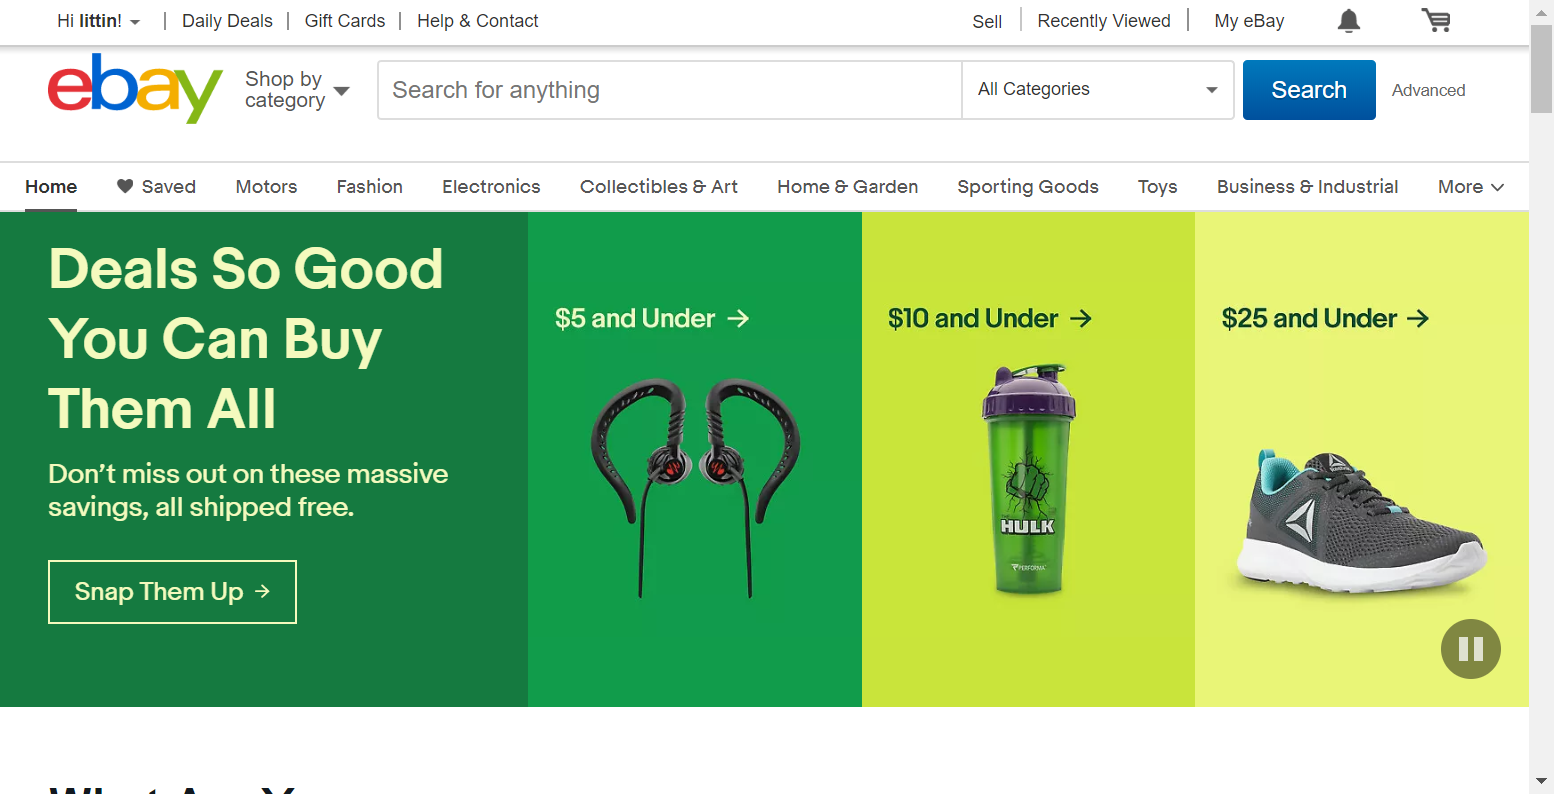 Hi littin!
Daily Deals
Gift Cards
Help & Contact
Sell
Recently Viewed
My eBay
ebay
Shop by
category
Search for anything
All Categories
Search
Advanced
Home
Saved
Motors
Fashion
Electronics
Collectibles & Art
Home & Garden
Sporting Goods
Toys
Business & Industrial
More
Deals So Good
You Can Buy
Them All
Don't miss out on these massive
savings, all shipped free.
Snap Them Up →
$5 and Under →
$10 and Under →
THE
HULK
PERFORMA
$25 and Under →
Reebok